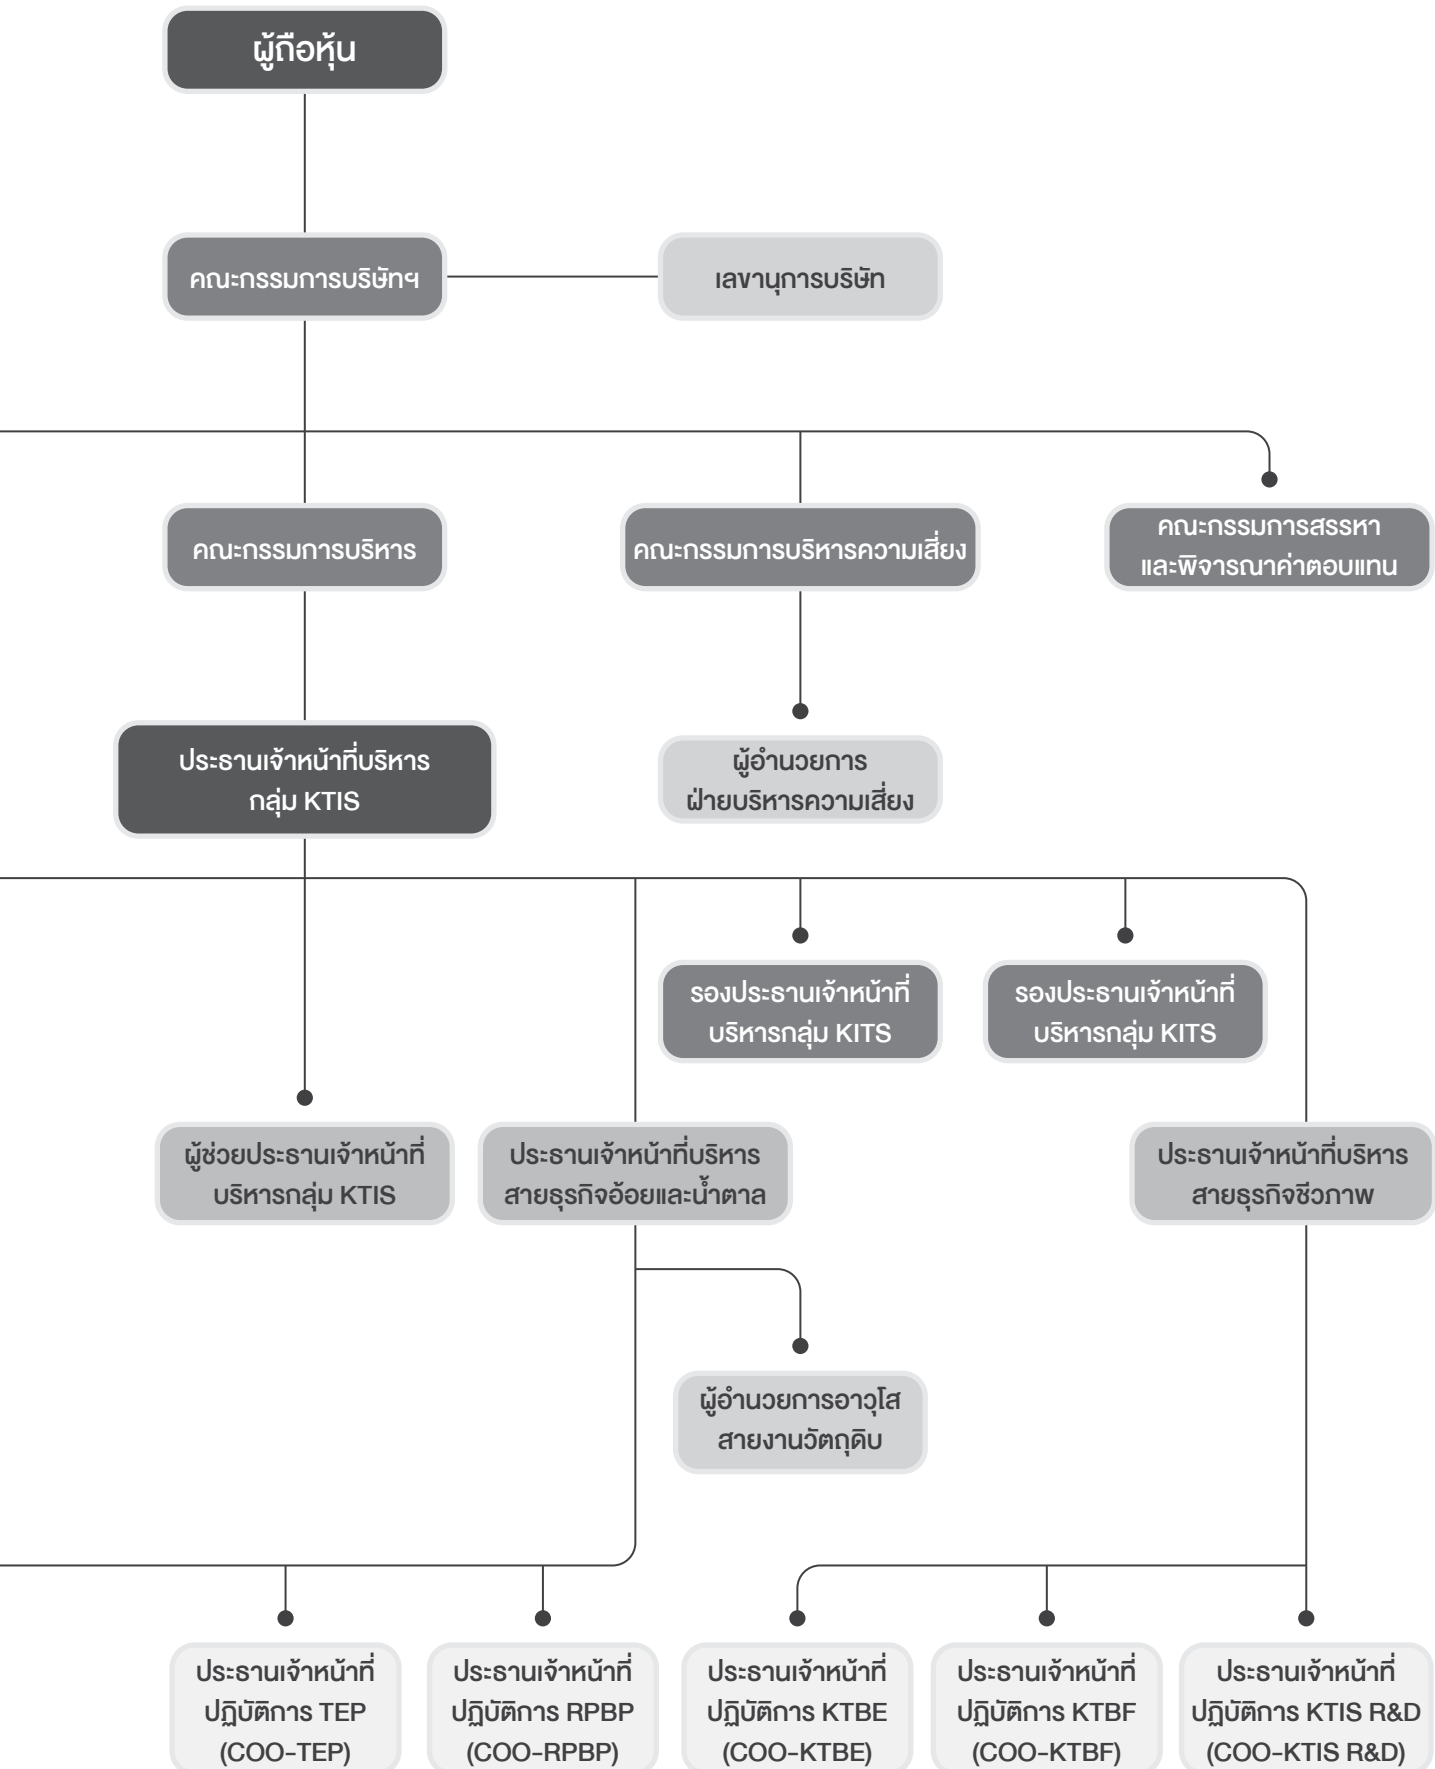 ผู้ถือหุ้น
คณะกรรมการบริษัทฯ
เลขานุการบริษัท
คณะกรรมการบริหาร
คณะกรรมการบริหารความเสี่ยง
คณะกรรมการสรรหา
และพิจารณาค่าตอบแทน
ประธานเจ้าหน้าที่บริหาร
กลุ่ม KTIS
ผู้อำนวยการ
ฝ่ายบริหารความเสี่ยง
รองประธานเจ้าหน้าที่
บริหารกลุ่ม KITS
รองประธานเจ้าหน้าที่
บริหารกลุ่ม KITS
ผู้ช่วยประธานเจ้าหน้าที่
บริหารกลุ่ม KTIS
ประธานเจ้าหน้าที่บริหาร
สายธุรกิจอ้อยและน้ำตาล
ประธานเจ้าหน้าที่บริหาร
สายธุรกิจชีวภาพ
ผู้อำนวยการอาวุโส
สายงานวัตถุดิบ
ประธานเจ้าหน้าที่
ปฏิบัติการ TEP
(COO-TEP)
ประธานเจ้าหน้าที่
ปฏิบัติการ RPBP
(COO-RPBP)
ประธานเจ้าหน้าที่
ปฏิบัติการ KTBE
(COO-KTBE)
ประธานเจ้าหน้าที่
ปฏิบัติการ KTBF
(COO-KTBF)
ประธานเจ้าหน้าที่
ปฏิบัติการ KTIS R&D
(COO-KTIS R&D)